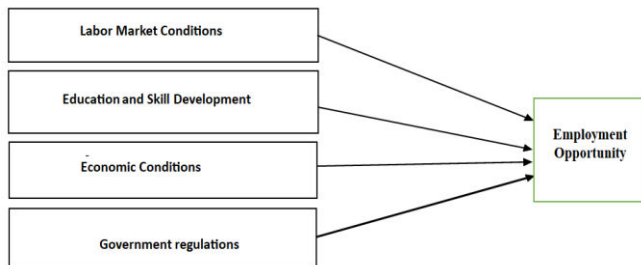 Labor Market Conditions
Education and Skill Development
Economic Conditions
Government regulations
Employment
Opportunity